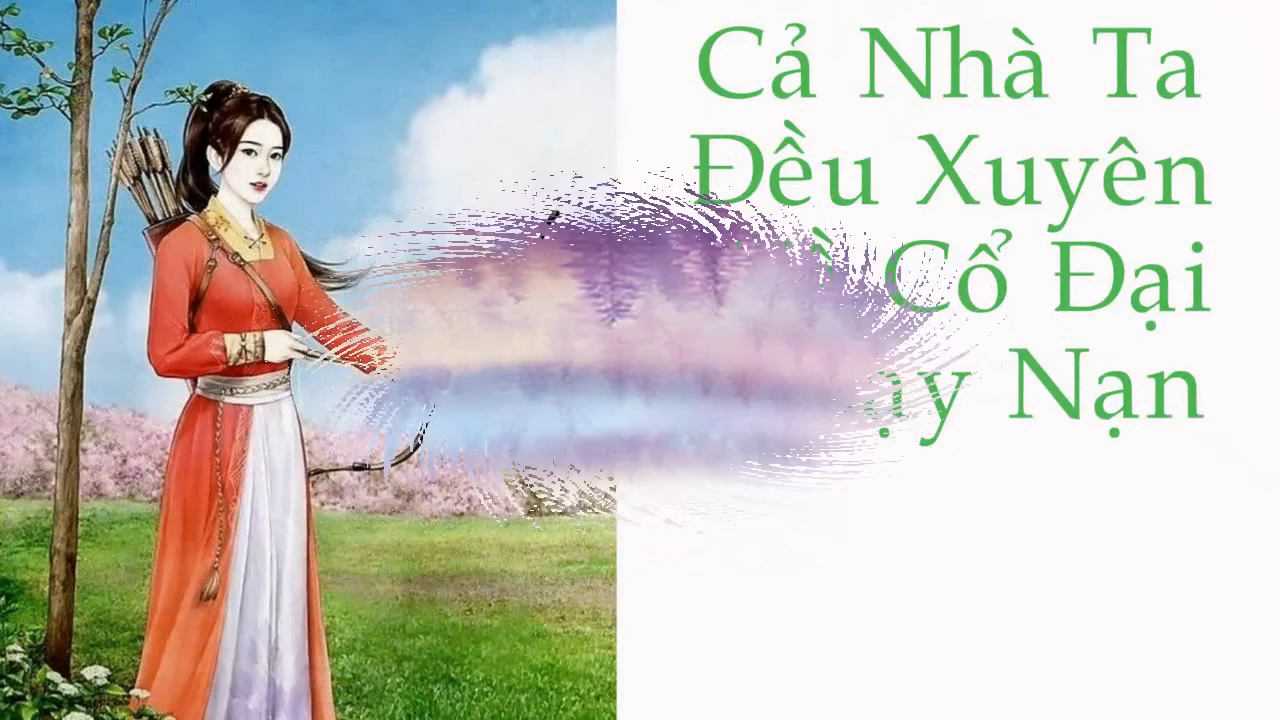 Cả Nhà Ta
Đều Xuyên
Cổ Đại
Nạn